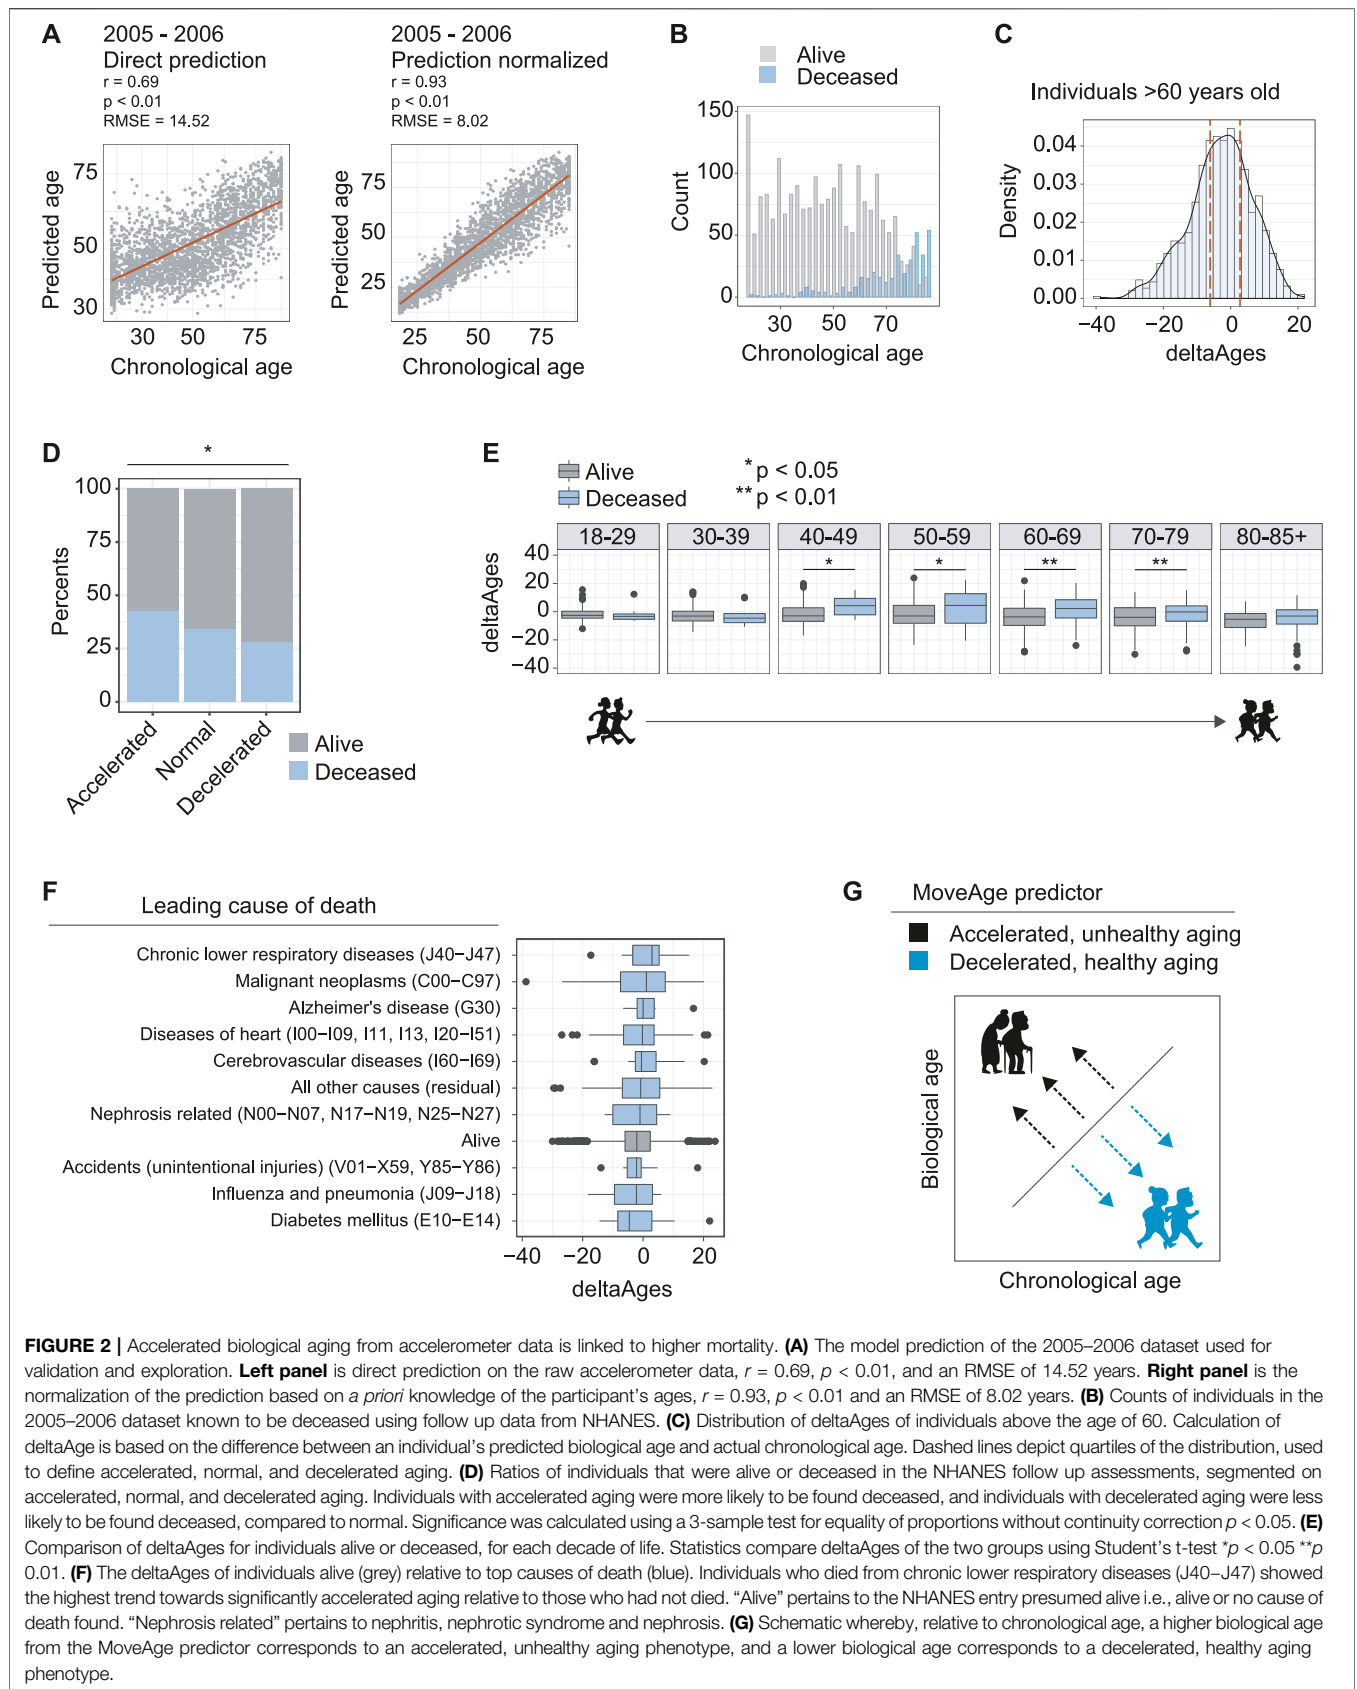 A
2005 - 2006
Direct prediction
r = 0.69
p < 0.01
RMSE = 14.52
Predicted age
75
50
30
30
50
75
Chronological age
2005 - 2006
Prediction normalized
r = 0.93
p < 0.01
RMSE = 8.02
Predicted age
75
50
25
25
50
75
Chronological age
B
Alive
Deceased
Count
150
100
50
0
30
50
70
Chronological age
C
Individuals >60 years old
Density
0.04
0.03
0.02
0.01
0.00
−40
−20
0
20
deltaAges
D
*
Percents
100
75
50
25
0
Accelerated
Normal
Decelerated
Alive
Deceased
E
Alive
Deceased
* p < 0.05
** p < 0.01
18-29
30-39
40-49
50-59
60-69
70-79
80-85+
deltaAges
40
20
0
−20
−40
*
*
**
**
F
Leading cause of death
Chronic lower respiratory diseases (J40−J47)
Malignant neoplasms (C00−C97)
Alzheimer's disease (G30)
Diseases of heart (I00−I09, I11, I13, I20−I51)
Cerebrovascular diseases (I60−I69)
All other causes (residual)
Nephrosis related (N00−N07, N17−N19, N25−N27)
Alive
Accidents (unintentional injuries) (V01−X59, Y85−Y86)
Influenza and pneumonia (J09−J18)
Diabetes mellitus (E10−E14)
−40
−20
0
20
deltaAges
G
MoveAge predictor
Accelerated, unhealthy aging
Decelerated, healthy aging
Biological age
Chronological age
FIGURE 2 | Accelerated biological aging from accelerometer data is linked to higher mortality. (A) The model prediction of the 2005–2006 dataset used for
validation and exploration. Left panel is direct prediction on the raw accelerometer data, r = 0.69, p < 0.01, and an RMSE of 14.52 years. Right panel is the
normalization of the prediction based on a priori knowledge of the participant's ages, r = 0.93, p < 0.01 and an RMSE of 8.02 years. (B) Counts of individuals in the
2005–2006 dataset known to be deceased using follow up data from NHANES. (C) Distribution of deltaAges of individuals above the age of 60. Calculation of
deltaAge is based on the difference between an individual's predicted biological age and actual chronological age. Dashed lines depict quartiles of the distribution, used
to define accelerated, normal, and decelerated aging. (D) Ratios of individuals that were alive or deceased in the NHANES follow up assessments, segmented on
accelerated, normal, and decelerated aging. Individuals with accelerated aging were more likely to be found deceased, and individuals with decelerated aging were less
likely to be found deceased, compared to normal. Significance was calculated using a 3-sample test for equality of proportions without continuity correction p < 0.05. (E)
Comparison of deltaAges for individuals alive or deceased, for each decade of life. Statistics compare deltaAges of the two groups using Student's t-test *p < 0.05 **p
0.01. (F) The deltaAges of individuals alive (grey) relative to top causes of death (blue). Individuals who died from chronic lower respiratory diseases (J40–J47) showed
the highest trend towards significantly accelerated aging relative to those who had not died. “Alive” pertains to the NHANES entry presumed alive i.e., alive or no cause of
death found. “Nephrosis related” pertains to nephritis, nephrotic syndrome and nephrosis. (G) Schematic whereby, relative to chronological age, a higher biological age
from the MoveAge predictor corresponds to an accelerated, unhealthy aging phenotype, and a lower biological age corresponds to a decelerated, healthy aging
phenotype.